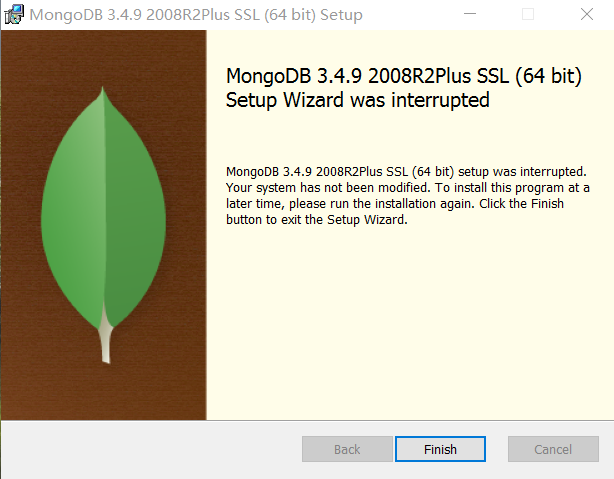 MongoDB 3.4.9 2008R2Plus SSL (64 bit) Setup
MongoDB 3.4.9 2008R2Plus SSL (64 bit)
Setup Wizard was interrupted
MongoDB 3.4.9 2008R2Plus SSL (64 bit) setup was interrupted.
Your system has not been modified. To install this program at a
later time, please run the installation again. Click the Finish
button to exit the Setup Wizard.
Back
Finish
Cancel